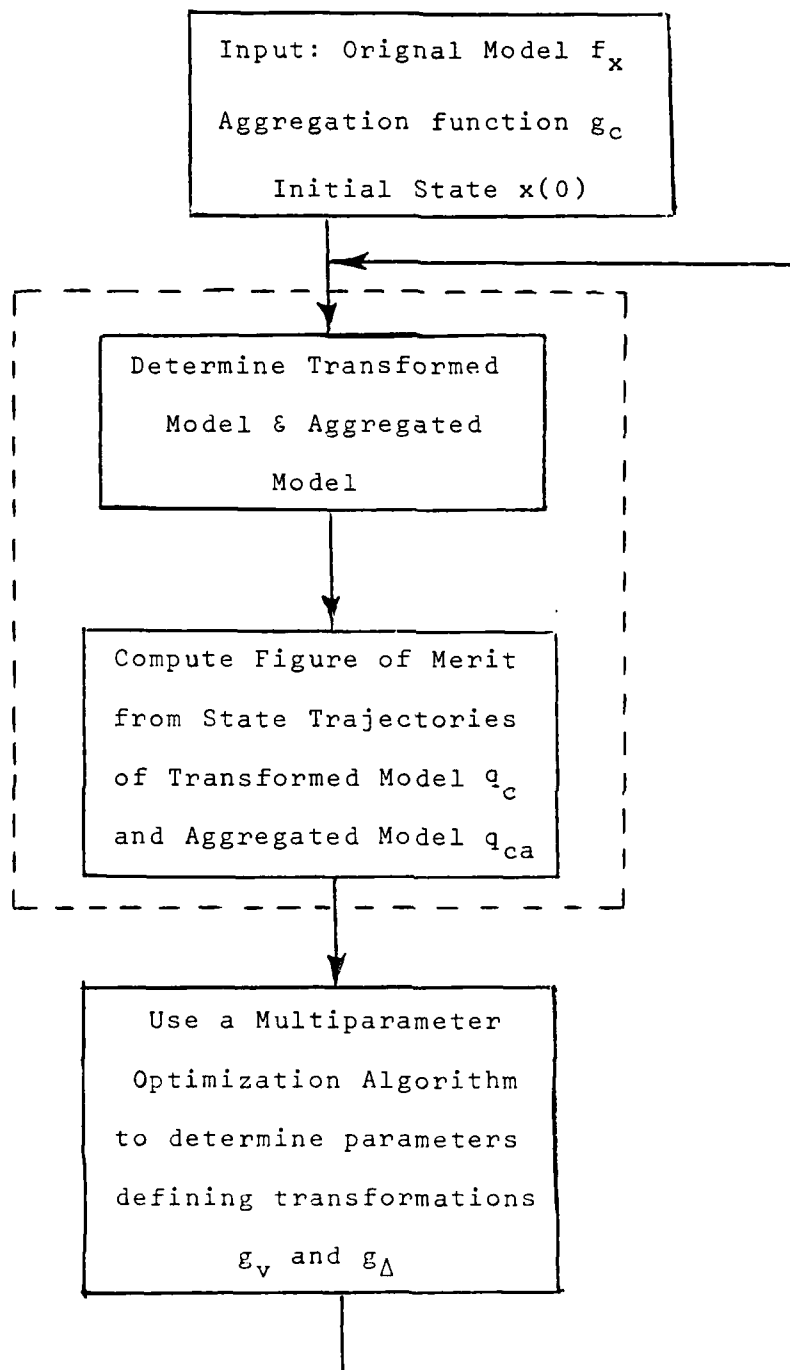 Input: Orignal Model f_x
Aggregation function g_c
Initial State x(0)
Determine Transformed
Model & Aggregated
Model
Compute Figure of Merit
from State Trajectories
of Transformed Model q_c
and Aggregated Model q_ca
Use a Multiparameter
Optimization Algorithm
to determine parameters
defining transformations
g_v and g_Δ